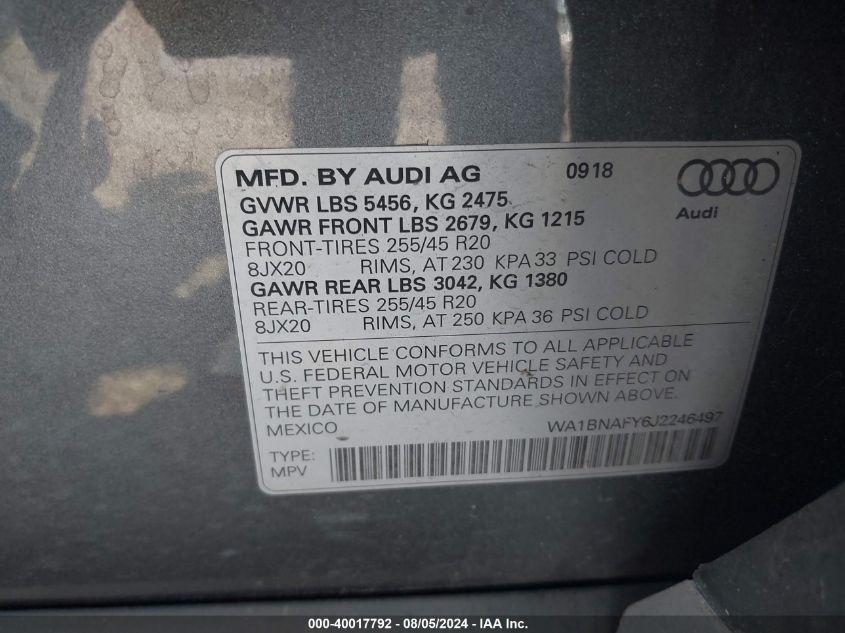 MFD. BY AUDI AG 0918
GVWR LBS 5456, KG 2475
GAWR FRONT LBS 2679, KG 1215
FRONT-TIRES 255/45 R20
8JX20 RIMS, AT 230 KPA 33 PSI COLD
GAWR REAR LBS 3042, KG 1380
REAR-TIRES 255/45 R20
8JX20 RIMS, AT 250 KPA 36 PSI COLD
Audi
THIS VEHICLE CONFORMS TO ALL APPLICABLE
U.S. FEDERAL MOTOR VEHICLE SAFETY AND
THEFT PREVENTION STANDARDS IN EFFECT ON
THE DATE OF MANUFACTURE SHOWN ABOVE.
MEXICO WA1BNAFY6J2246497
TYPE:
MPV
000-40017792 - 08/05/2024 - IAA Inc.